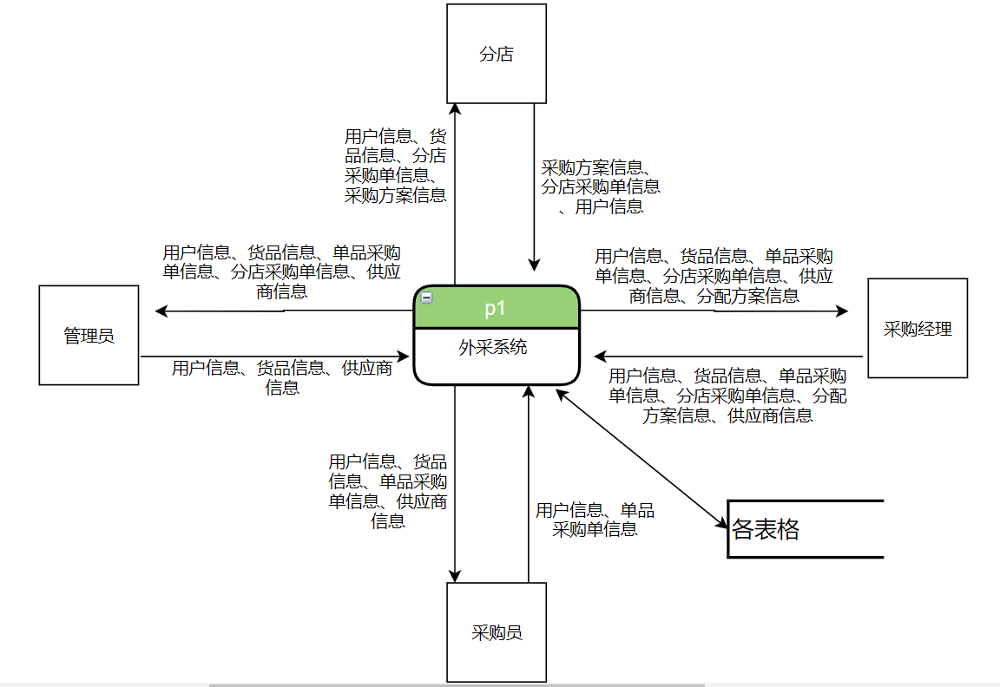 分店
用户信息、货
品信息、分店
采购单信息、
采购方案信息
采购方案信息、
分店采购单信息
、用户信息
用户信息、货品信息、单品采购
单信息、分店采购单信息、供应
商信息
用户信息、货品信息、单品采购
单信息、分店采购单信息、供应
商信息、分配方案信息
管理员
p1
外采系统
采购经理
用户信息、货品信息、供应商
信息
用户信息、货品信息、单品采购
单信息、分店采购单信息、分配
方案信息、供应商信息
用户信息、货品
信息、单品采购
单信息、供应商
信息
用户信息、单品
采购单信息
各表格
采购员